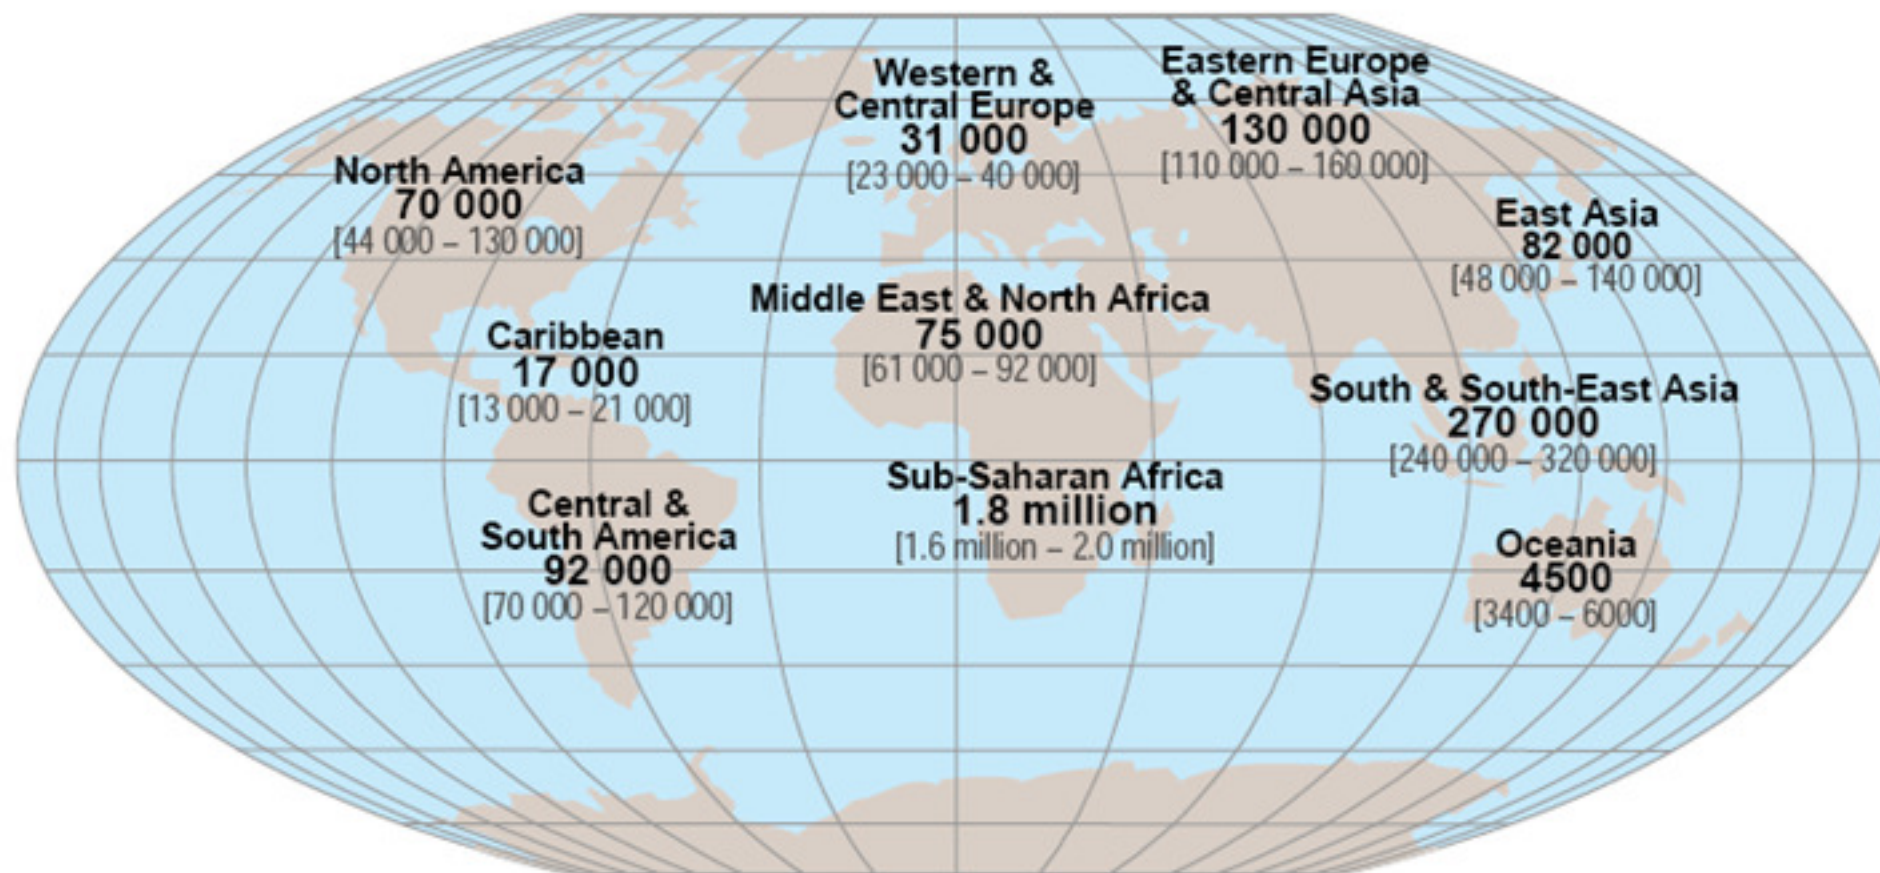 Western &
Central Europe
31 000
[23 000 – 40 000]
Eastern Europe
& Central Asia
130 000
[110 000 – 160 000]
North America
70 000
[44 000 – 130 000]
East Asia
82 000
[48 000 – 140 000]
Middle East & North Africa
75 000
[61 000 – 92 000]
Caribbean
17 000
[13 000 – 21 000]
South & South-East Asia
270 000
[240 000 – 320 000]
Sub-Saharan Africa
1.8 million
[1.6 million – 2.0 million]
Central &
South America
92 000
[70 000 – 120 000]
Oceania
4500
[3400 – 6000]